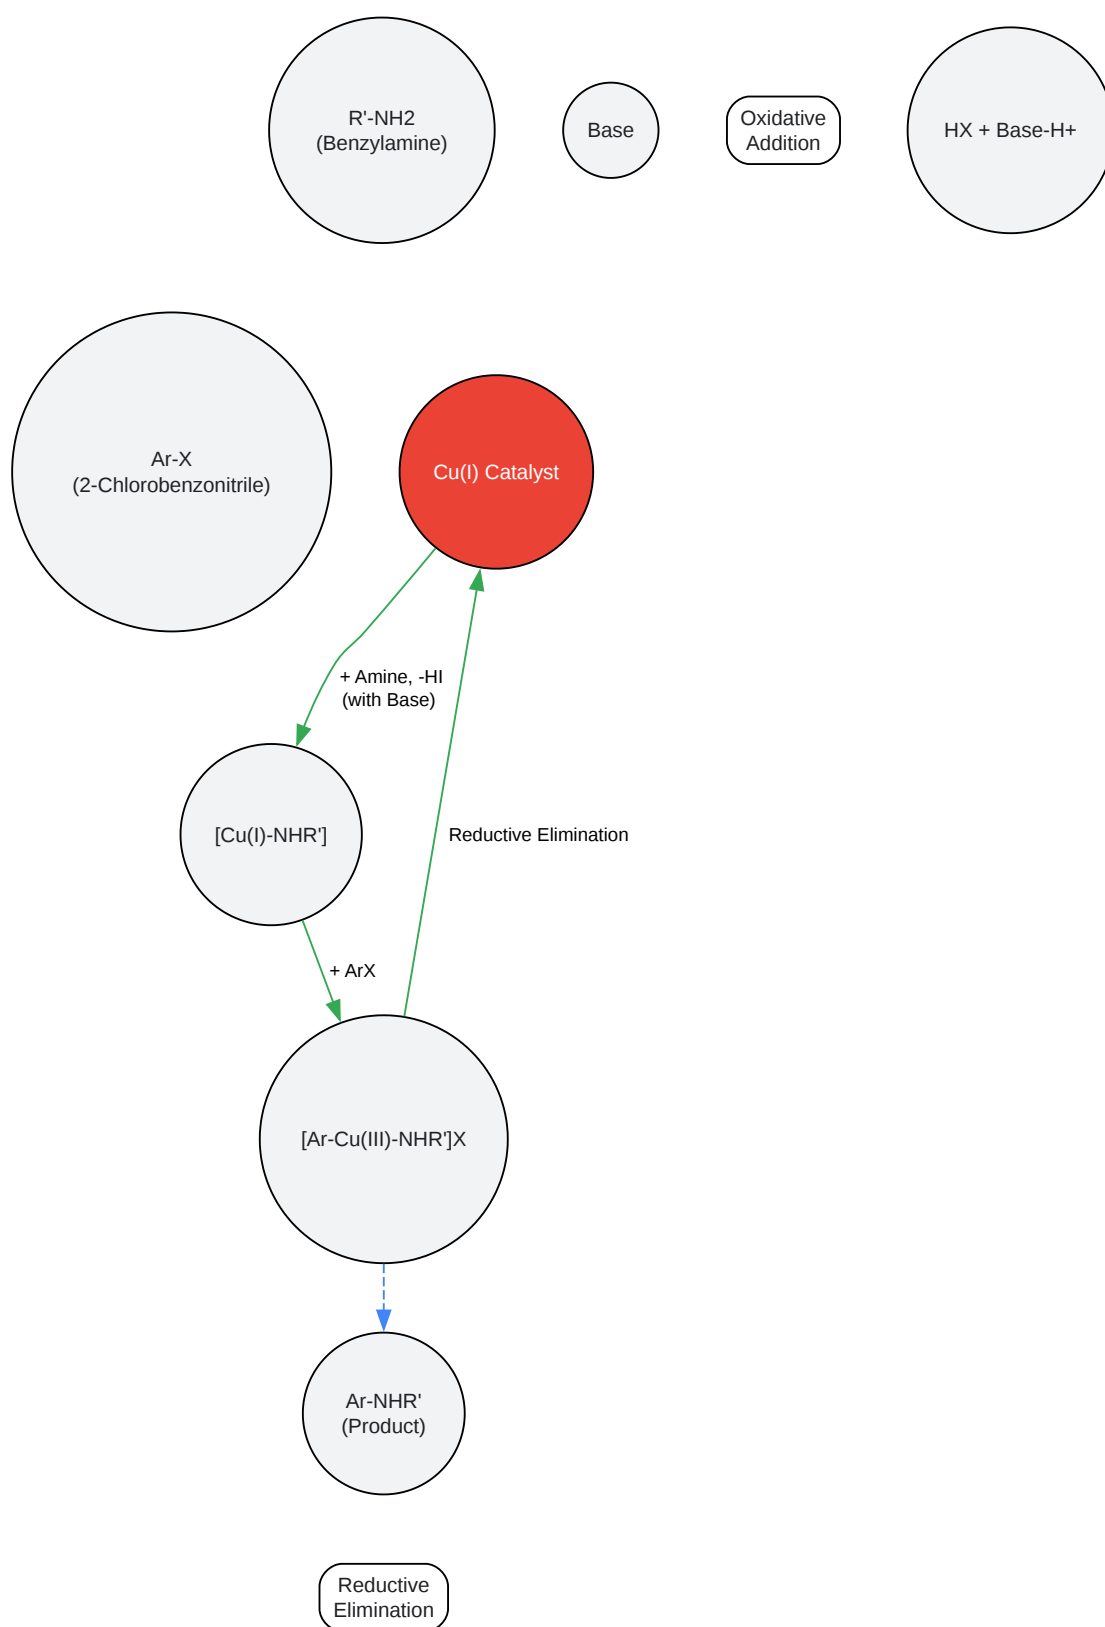 R'-NH2
(Benzylamine)
Base
Oxidative
Addition
HX + Base-H+
Ar-X
(2-Chlorobenzonitrile)
Cu(I) Catalyst
+ Amine, -HI
(with Base)
[Cu(I)-NHR']
Reductive Elimination
+ ArX
[Ar-Cu(III)-NHR']X
Ar-NHR'
(Product)
Reductive
Elimination